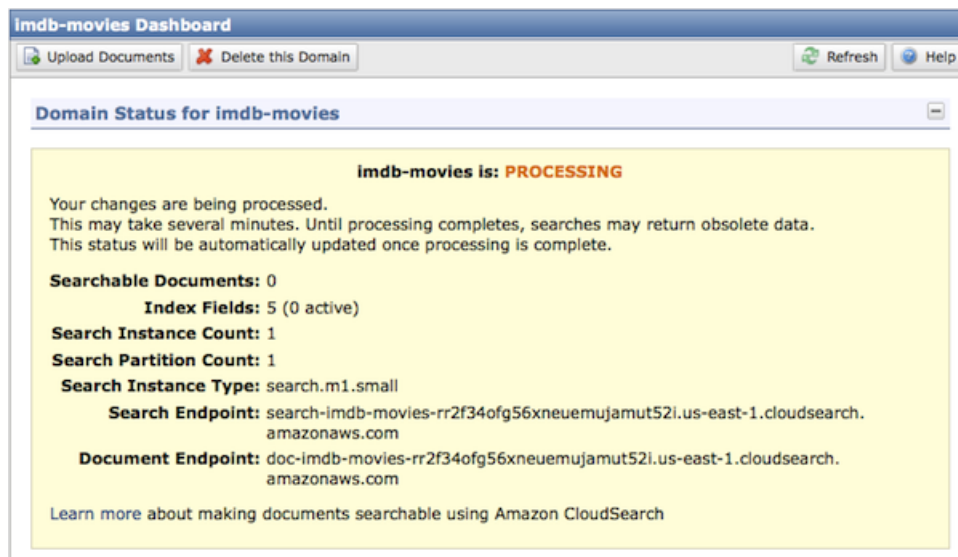 imdb-movies Dashboard
Upload Documents Delete this Domain Refresh Help
Domain Status for imdb-movies
imdb-movies is: PROCESSING
Your changes are being processed.
This may take several minutes. Until processing completes, searches may return obsolete data.
This status will be automatically updated once processing is complete.
Searchable Documents: 0
Index Fields: 5 (0 active)
Search Instance Count: 1
Search Partition Count: 1
Search Instance Type: search.m1.small
Search Endpoint: search-imdb-movies-rr2f34ofg56xneuemujamut52i.us-east-1.cloudsearch.
amazonaws.com
Document Endpoint: doc-imdb-movies-rr2f34ofg56xneuemujamut52i.us-east-1.cloudsearch.
amazonaws.com
Learn more about making documents searchable using Amazon CloudSearch